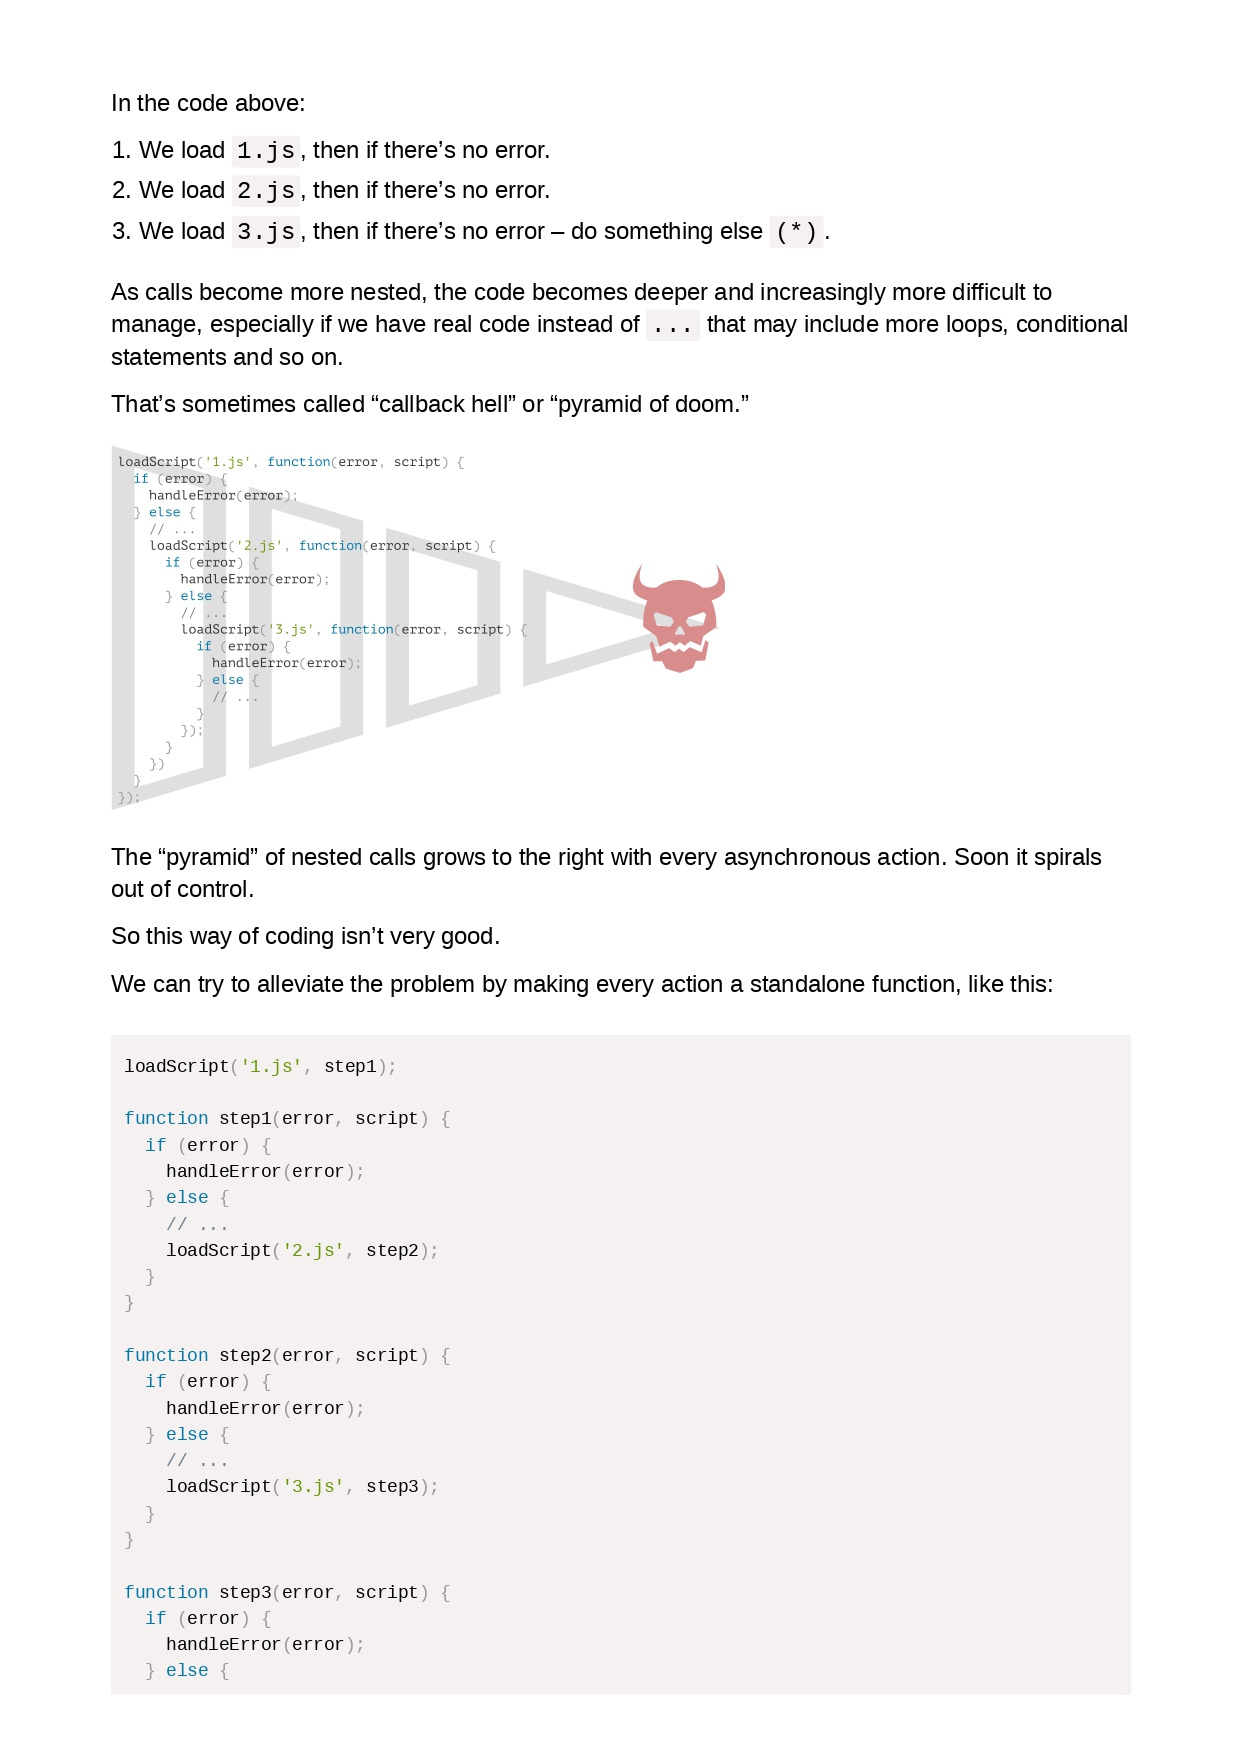 In the code above:
1. We load 1.js, then if there’s no error.
2. We load 2.js, then if there’s no error.
3. We load 3.js, then if there’s no error – do something else (*).
As calls become more nested, the code becomes deeper and increasingly more difficult to
manage, especially if we have real code instead of ... that may include more loops, conditional
statements and so on.
That’s sometimes called “callback hell” or “pyramid of doom.”
loadScript('1.js', function(error, script) {
  if (error) {
    handleError(error);
  } else {
    // ...
    loadScript('2.js', function(error, script) {
      if (error) {
        handleError(error);
      } else {
        // ...
        loadScript('3.js', function(error, script) {
          if (error) {
            handleError(error);
          } else {
            // ...
          }
        });
      }
    })
  }
});
The “pyramid” of nested calls grows to the right with every asynchronous action. Soon it spirals
out of control.
So this way of coding isn’t very good.
We can try to alleviate the problem by making every action a standalone function, like this:
loadScript('1.js', step1);
function step1(error, script) {
  if (error) {
    handleError(error);
  } else {
    // ...
    loadScript('2.js', step2);
  }
}
function step2(error, script) {
  if (error) {
    handleError(error);
  } else {
    // ...
    loadScript('3.js', step3);
  }
}
function step3(error, script) {
  if (error) {
    handleError(error);
  } else {